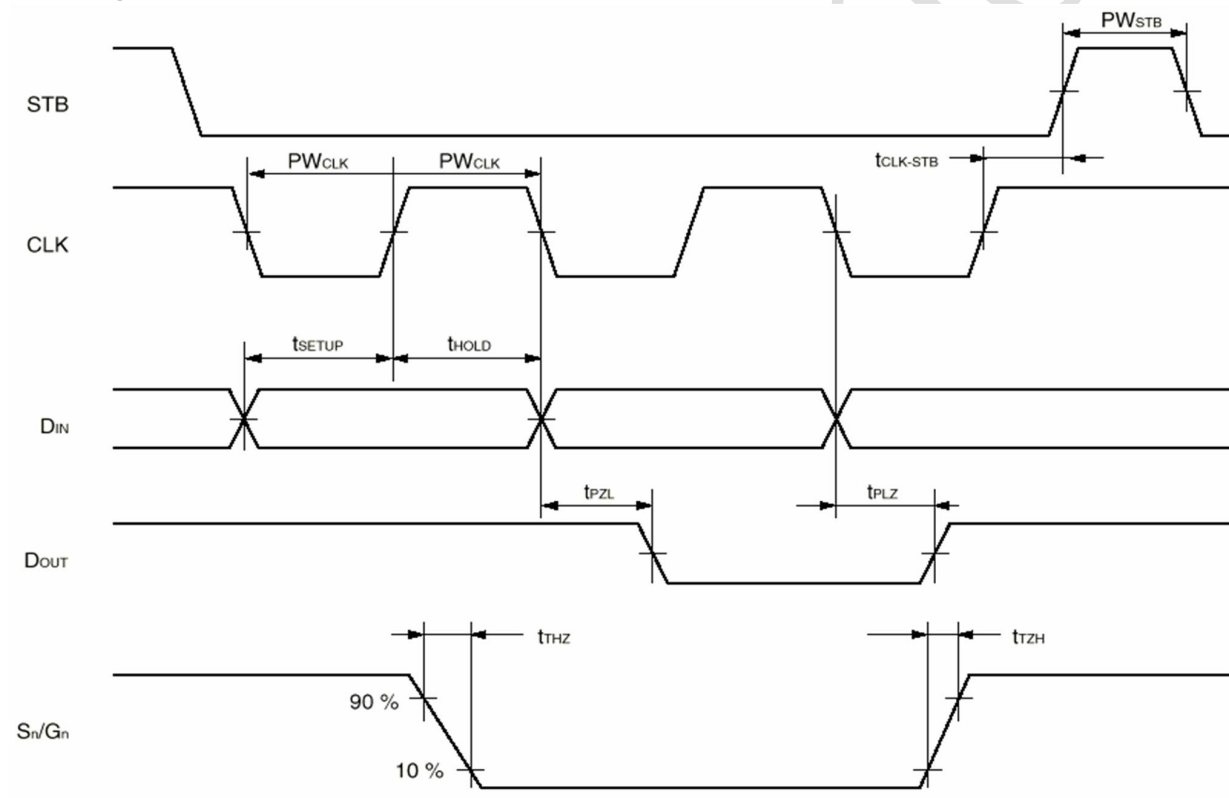 PWSTB
STB
tCLK-STB
PWCLK PWCLK
CLK
tSETUP tHOLD
DIN
tPZL tPLZ
DOUT
tTHZ tTZH
90 %
Sn/Gn
10 %